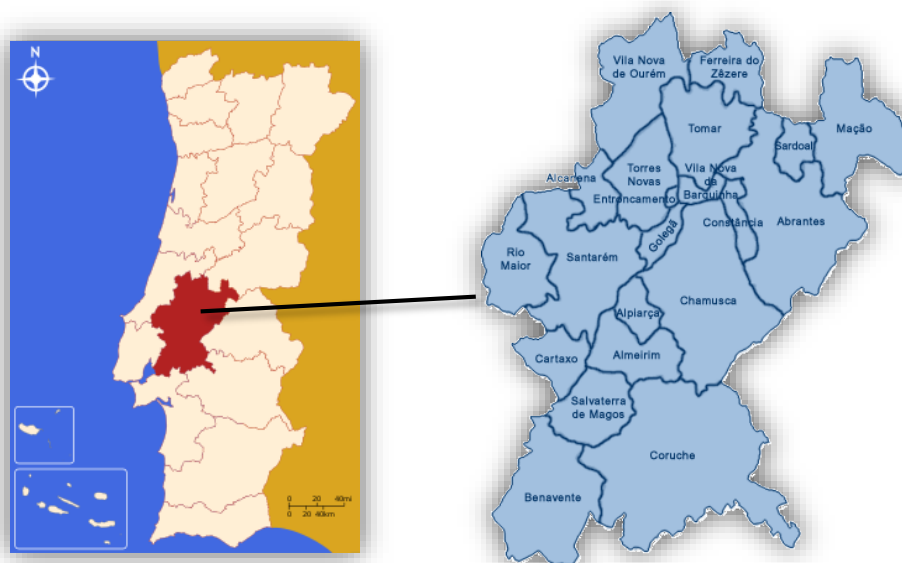 N
0 20 40mi
0 20 40km
Vila Nova
de Ourém
Ferreira do
Zêzere
Tomar
Sardoal
Mação
Alcanena
Torres
Novas
Vila Nova
da
Barquinha
Entroncamento
Golegã
Constância
Abrantes
Rio
Maior
Santarém
Chamusca
Alpiarça
Cartaxo
Almeirim
Salvaterra
de Magos
Coruche
Benavente